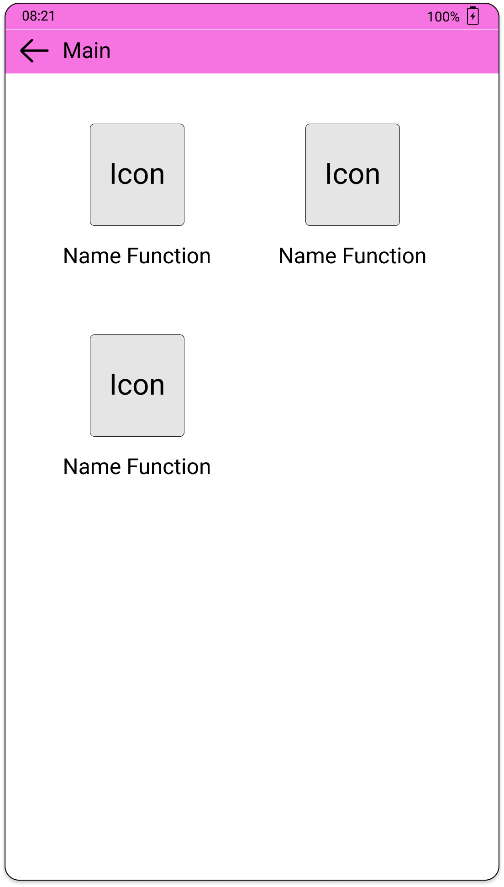 08:21 100%
Main
Icon Icon
Name Function Name Function
Icon
Name Function